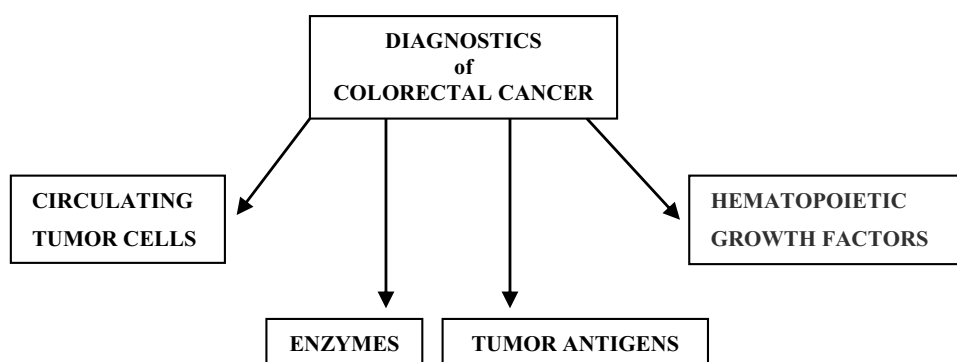 DIAGNOSTICS
of
COLORECTAL CANCER
CIRCULATING
TUMOR CELLS
HEMATOPOIETIC
GROWTH FACTORS
ENZYMES
TUMOR ANTIGENS